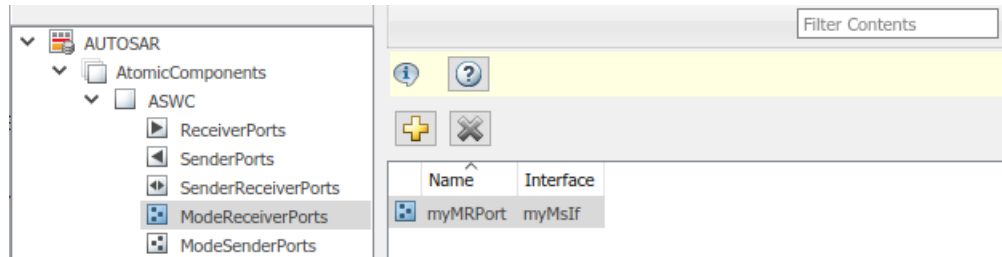 Filter Contents
AUTOSAR
AtomicComponents
ASWC
ReceiverPorts
SenderPorts
SenderReceiverPorts
ModeReceiverPorts
ModeSenderPorts
Name Interface
myMRPort myMsIf